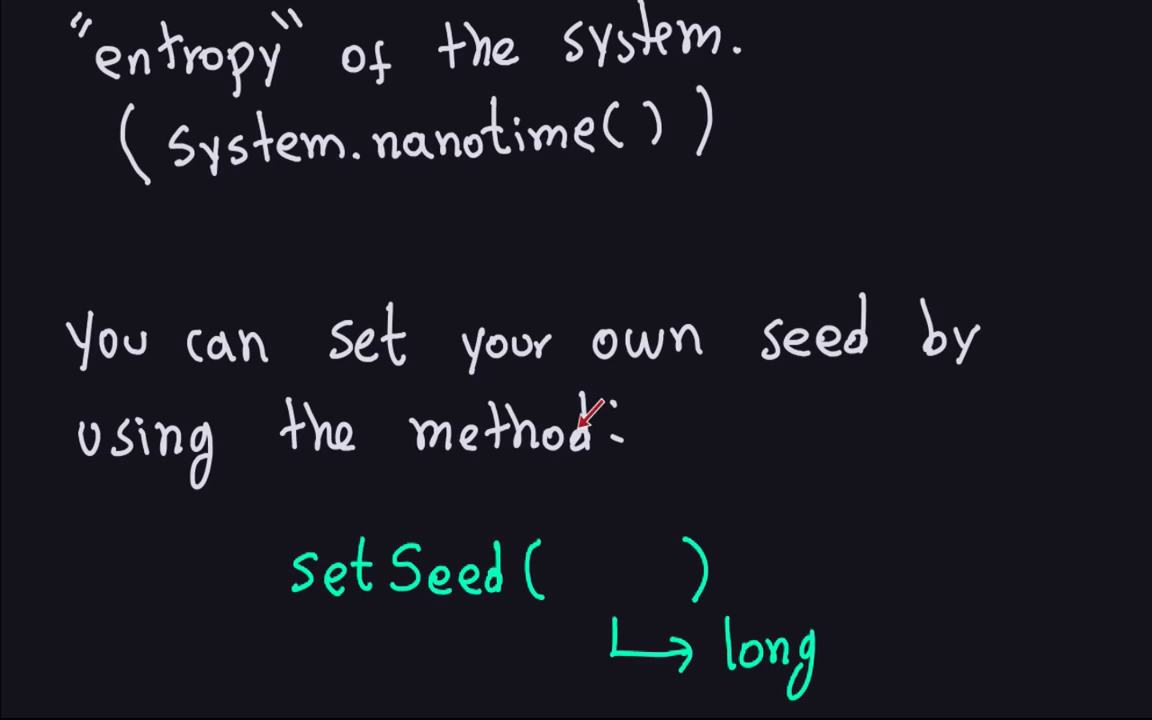 "entropy" of the system.
(System.nanotime())
You can set your own seed by
using the method:
setSeed( )
↳ long